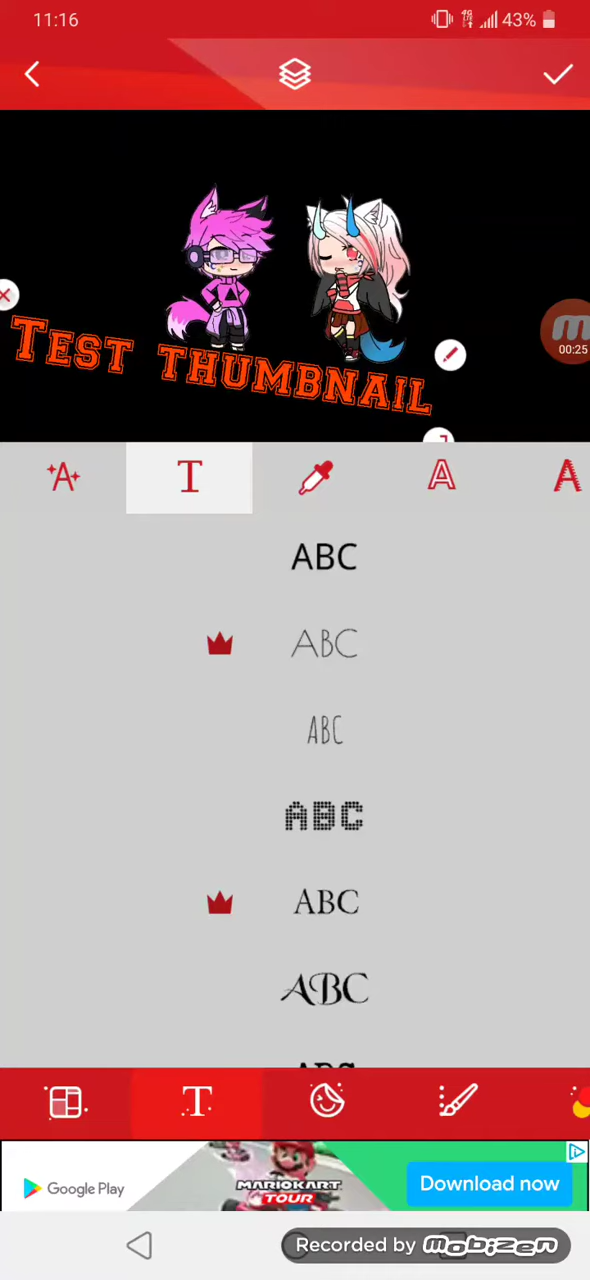 11:16
4G
43%
00:25
TEST THUMBNAIL
A
T
A
A
ABC
ABC
ABC
ABC
ABC
ABC
T
Google Play
MARIOKART
TOUR
Download now
Recorded by mobizen